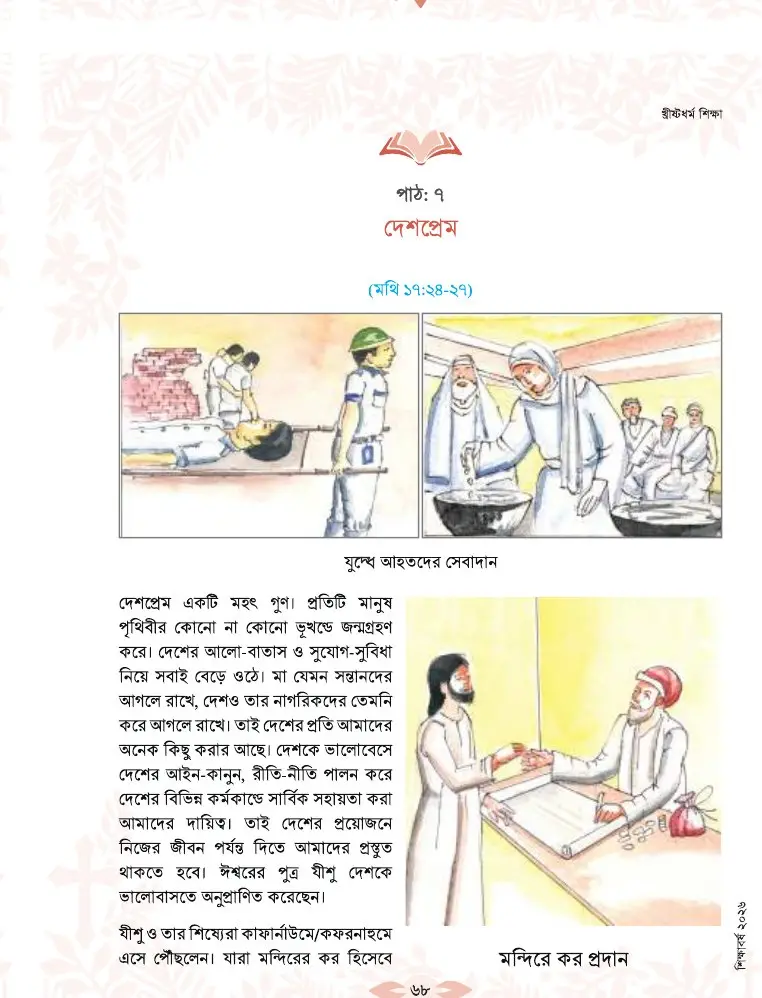 খ্রীষ্টধর্ম শিক্ষা
পাঠ: ৭
দেশপ্রেম
(মথি ১৭:২৪-২৭)
যুদ্ধে আহতদের সেবাদান
দেশপ্রেম একটি মহৎ গুণ। প্রতিটি মানুষ
পৃথিবীর কোনো না কোনো ভূখণ্ডে জন্মগ্রহণ
করে। দেশের আলো-বাতাস ও সুযোগ-সুবিধা
নিয়ে সবাই বেড়ে ওঠে। মা যেমন সন্তানদের
আগলে রাখে, দেশও তার নাগরিকদের তেমনি
করে আগলে রাখে। তাই দেশের প্রতি আমাদের
অনেক কিছু করার আছে। দেশকে ভালোবেসে
দেশের আইন-কানুন, রীতি-নীতি পালন করে
দেশের বিভিন্ন কর্মকাণ্ডে সার্বিক সহায়তা করা
আমাদের দায়িত্ব। তাই দেশের প্রয়োজনে
নিজের জীবন পর্যন্ত দিতে আমাদের প্রস্তুত
থাকতে হবে। ঈশ্বরের পুত্র যীশু দেশকে
ভালোবাসতে অনুপ্রাণিত করেছেন।
যীশু ও তার শিষ্যেরা কাফার্নাউমে/কফরনাহমে
এসে পৌঁছলেন। যারা মন্দিরের কর হিসেবে
মন্দিরে কর প্রদান
শিক্ষাবর্ষ ২০২৬
৬৮